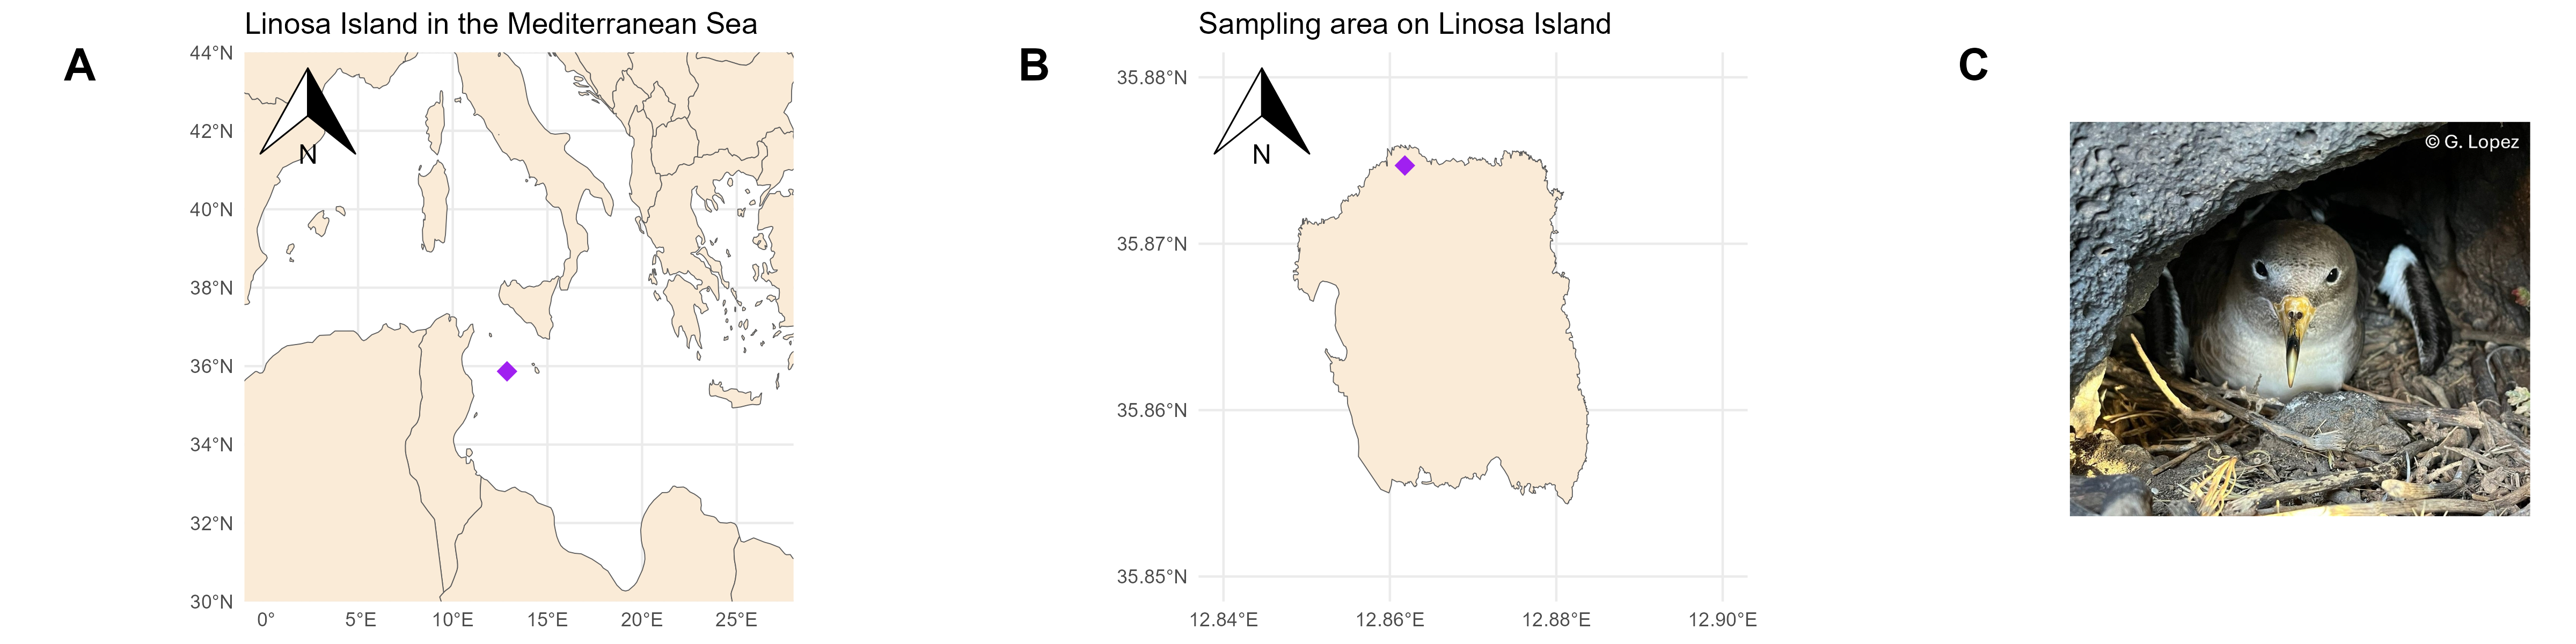 Linosa Island in the Mediterranean Sea
A
44°N
42°N
40°N
38°N
36°N
34°N
32°N
30°N
0°
5°E
10°E
15°E
20°E
25°E
N
Sampling area on Linosa Island
B
35.88°N
35.87°N
35.86°N
35.85°N
12.84°E
12.86°E
12.88°E
12.90°E
N
C
© G. Lopez